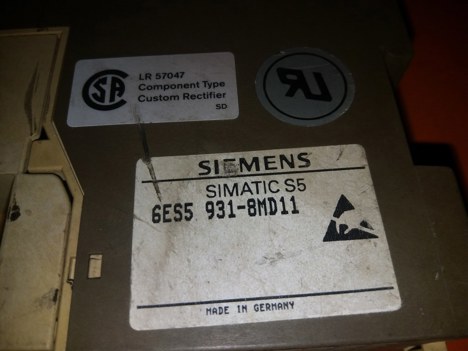 LR 57047
Component Type
Custom Rectifier
SD
SIEMENS
SIMATIC S5
6ES5 931-8MD11
MADE IN GERMANY